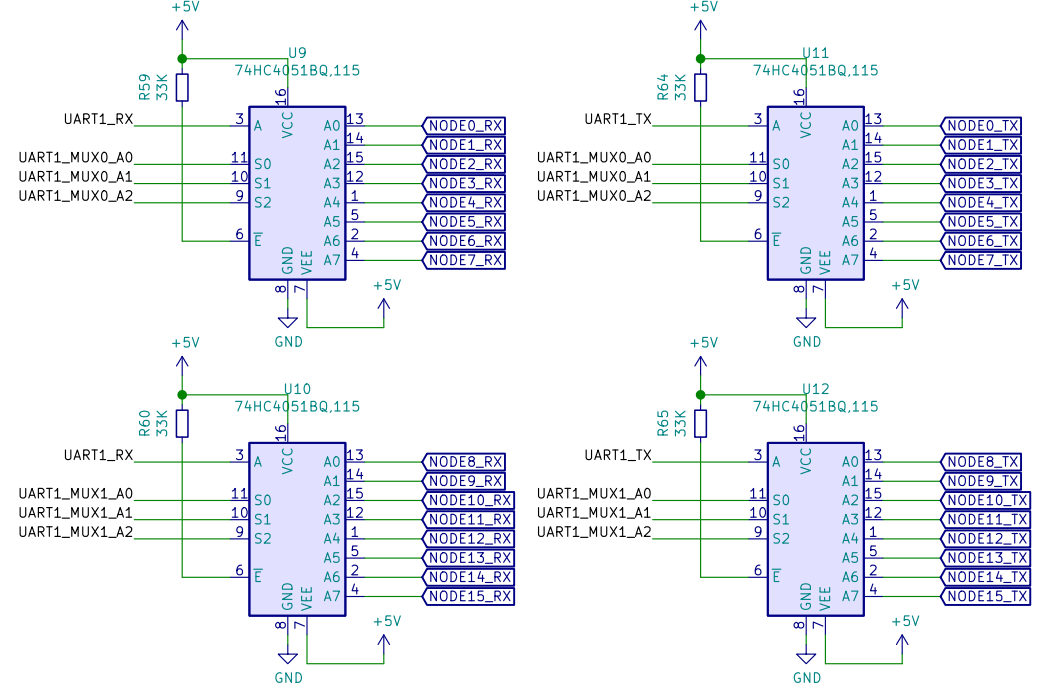 +5V
U9
74HC4051BQ,115
R59
33K
16
VCC
UART1_RX
3
A
UART1_MUX0_A0
11
S0
UART1_MUX0_A1
10
S1
UART1_MUX0_A2
9
S2
6
E
A0
13
NODE0_RX
A1
14
NODE1_RX
A2
15
NODE2_RX
A3
12
NODE3_RX
A4
1
NODE4_RX
A5
5
NODE5_RX
A6
2
NODE6_RX
A7
4
NODE7_RX
GND
VEE
8
7
+5V
GND
+5V
U11
74HC4051BQ,115
R64
33K
16
VCC
UART1_TX
3
A
UART1_MUX0_A0
11
S0
UART1_MUX0_A1
10
S1
UART1_MUX0_A2
9
S2
6
E
A0
13
NODE0_TX
A1
14
NODE1_TX
A2
15
NODE2_TX
A3
12
NODE3_TX
A4
1
NODE4_TX
A5
5
NODE5_TX
A6
2
NODE6_TX
A7
4
NODE7_TX
GND
VEE
8
7
+5V
GND
+5V
U10
74HC4051BQ,115
R60
33K
16
VCC
UART1_RX
3
A
UART1_MUX1_A0
11
S0
UART1_MUX1_A1
10
S1
UART1_MUX1_A2
9
S2
6
E
A0
13
NODE8_RX
A1
14
NODE9_RX
A2
15
NODE10_RX
A3
12
NODE11_RX
A4
1
NODE12_RX
A5
5
NODE13_RX
A6
2
NODE14_RX
A7
4
NODE15_RX
GND
VEE
8
7
+5V
GND
+5V
U12
74HC4051BQ,115
R65
33K
16
VCC
UART1_TX
3
A
UART1_MUX1_A0
11
S0
UART1_MUX1_A1
10
S1
UART1_MUX1_A2
9
S2
6
E
A0
13
NODE8_TX
A1
14
NODE9_TX
A2
15
NODE10_TX
A3
12
NODE11_TX
A4
1
NODE12_TX
A5
5
NODE13_TX
A6
2
NODE14_TX
A7
4
NODE15_TX
GND
VEE
8
7
+5V
GND